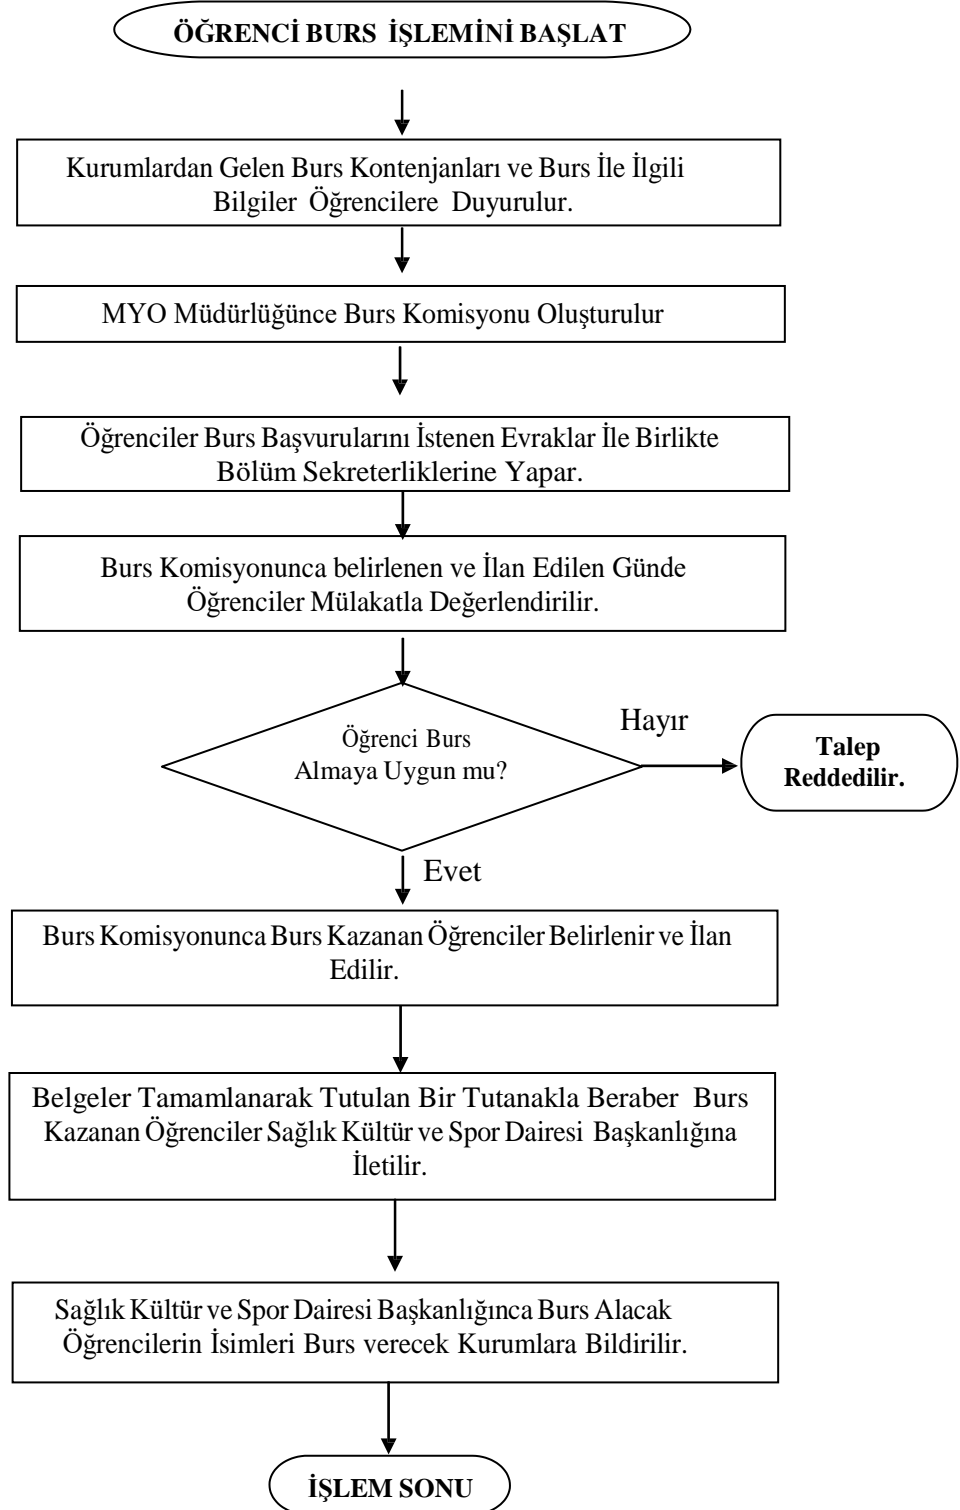 ÖĞRENCİ BURS İŞLEMİNİ BAŞLAT
Kurumlardan Gelen Burs Kontenjanları ve Burs İle İlgili
Bilgiler Öğrencilere Duyurulur.
MYO Müdürlüğünce Burs Komisyonu Oluşturulur
Öğrenciler Burs Başvurularını İstenen Evraklar İle Birlikte
Bölüm Sekreterliklerine Yapar.
Burs Komisyonunca belirlenen ve İlan Edilen Günde
Öğrenciler Mülakatla Değerlendirilir.
Öğrenci Burs
Almaya Uygun mu?
Hayır
Talep
Reddedilir.
Evet
Burs Komisyonunca Burs Kazanan Öğrenciler Belirlenir ve İlan
Edilir.
Belgeler Tamamlanarak Tutulan Bir Tutanakla Beraber Burs
Kazanan Öğrenciler Sağlık Kültür ve Spor Dairesi Başkanlığına
İletilir.
Sağlık Kültür ve Spor Dairesi Başkanlığınca Burs Alacak
Öğrencilerin İsimleri Burs verecek Kurumlara Bildirilir.
İŞLEM SONU